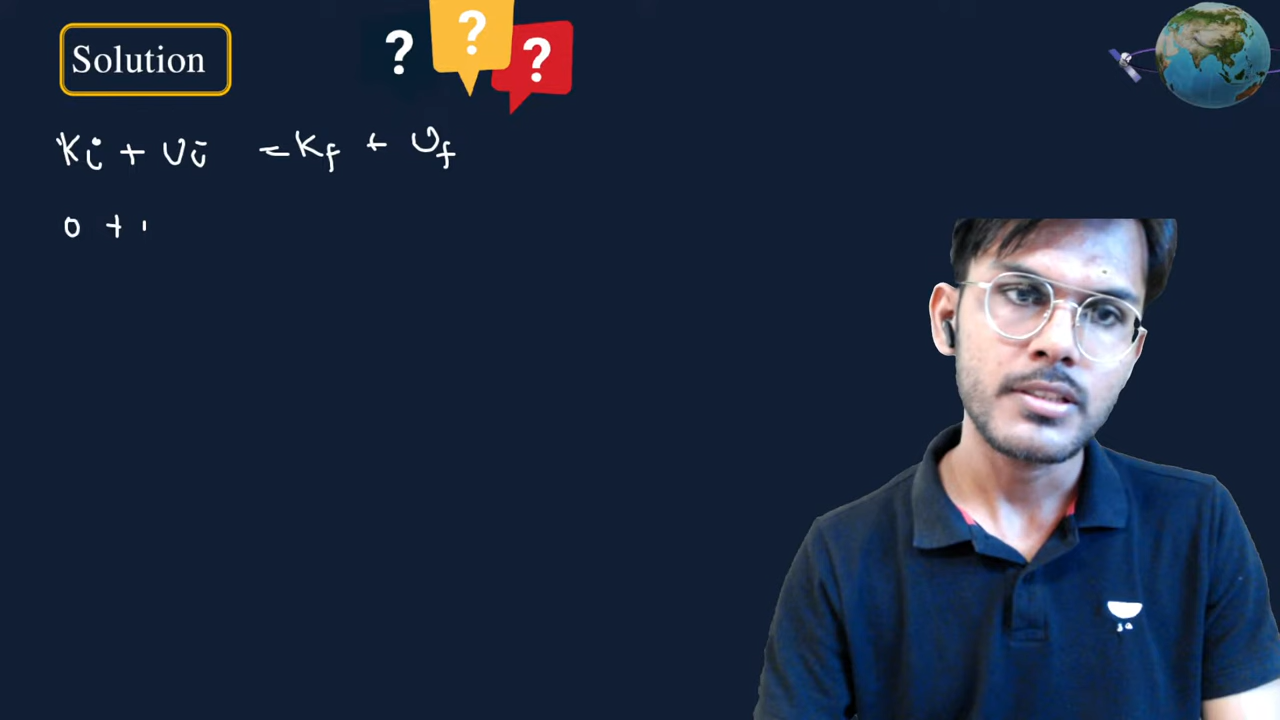 Solution
? ? ?
Ki + Ui = Kf + Uf
0 +